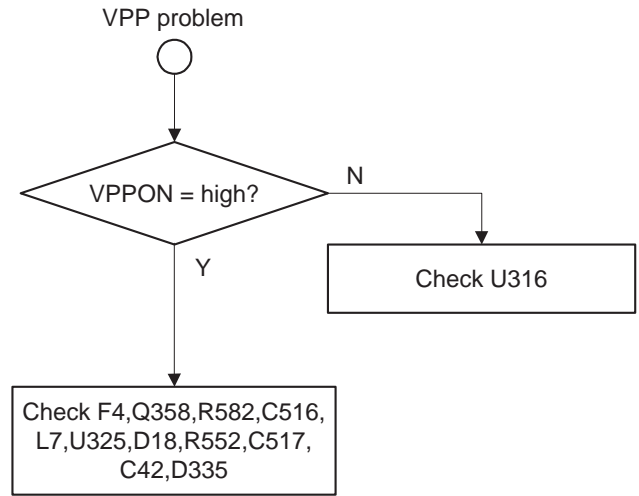 VPP problem
VPPON = high?
N
Y
Check U316
Check F4,Q358,R582,C516,
L7,U325,D18,R552,C517,
C42,D335